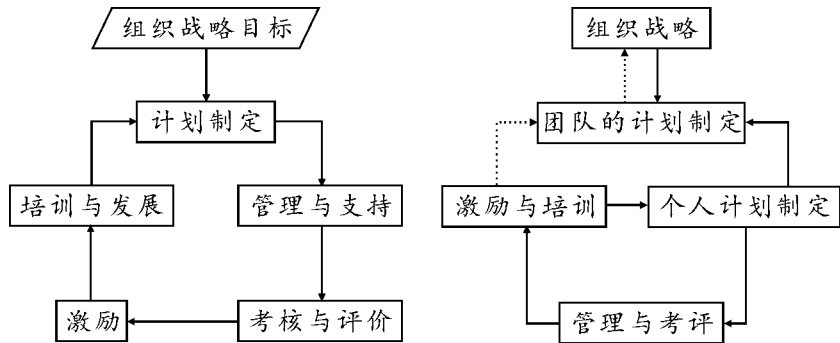 组织战略目标
计划制定
培训与发展
管理与支持
激励
考核与评价
组织战略
团队的计划制定
激励与培训
个人计划制定
管理与考评